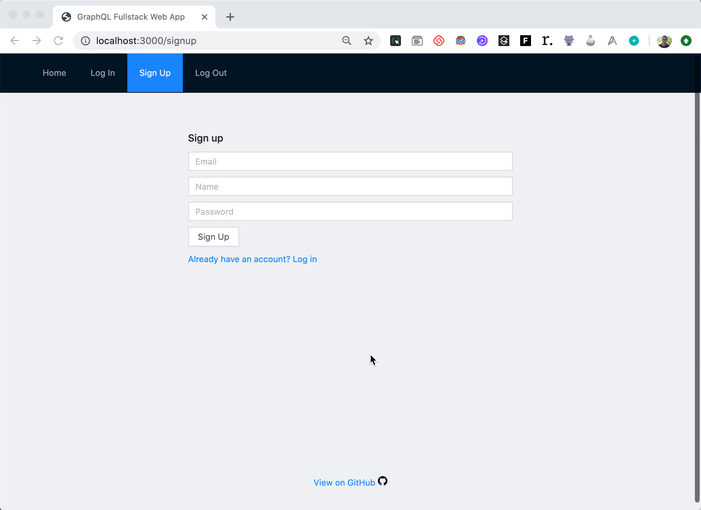 GraphQL Fullstack Web App
localhost:3000/signup
Home Log In Sign Up Log Out
Sign up
Email
Name
Password
Sign Up
Already have an account? Log in
View on GitHub